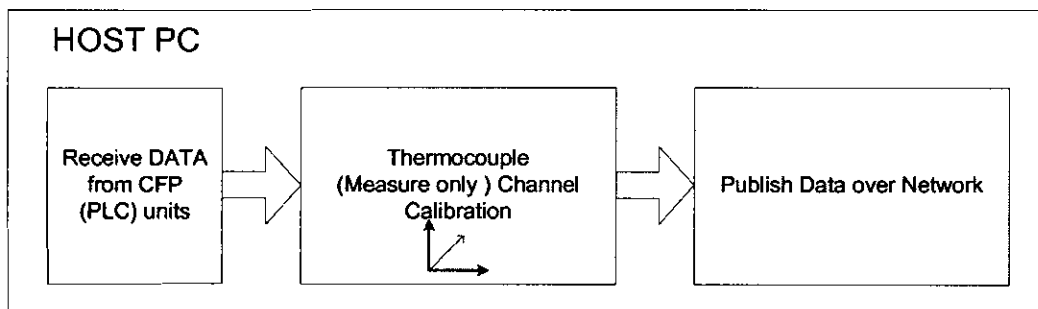 HOST PC
Receive DATA
from CFP
(PLC) units
Thermocouple
(Measure only ) Channel
Calibration
Publish Data over Network